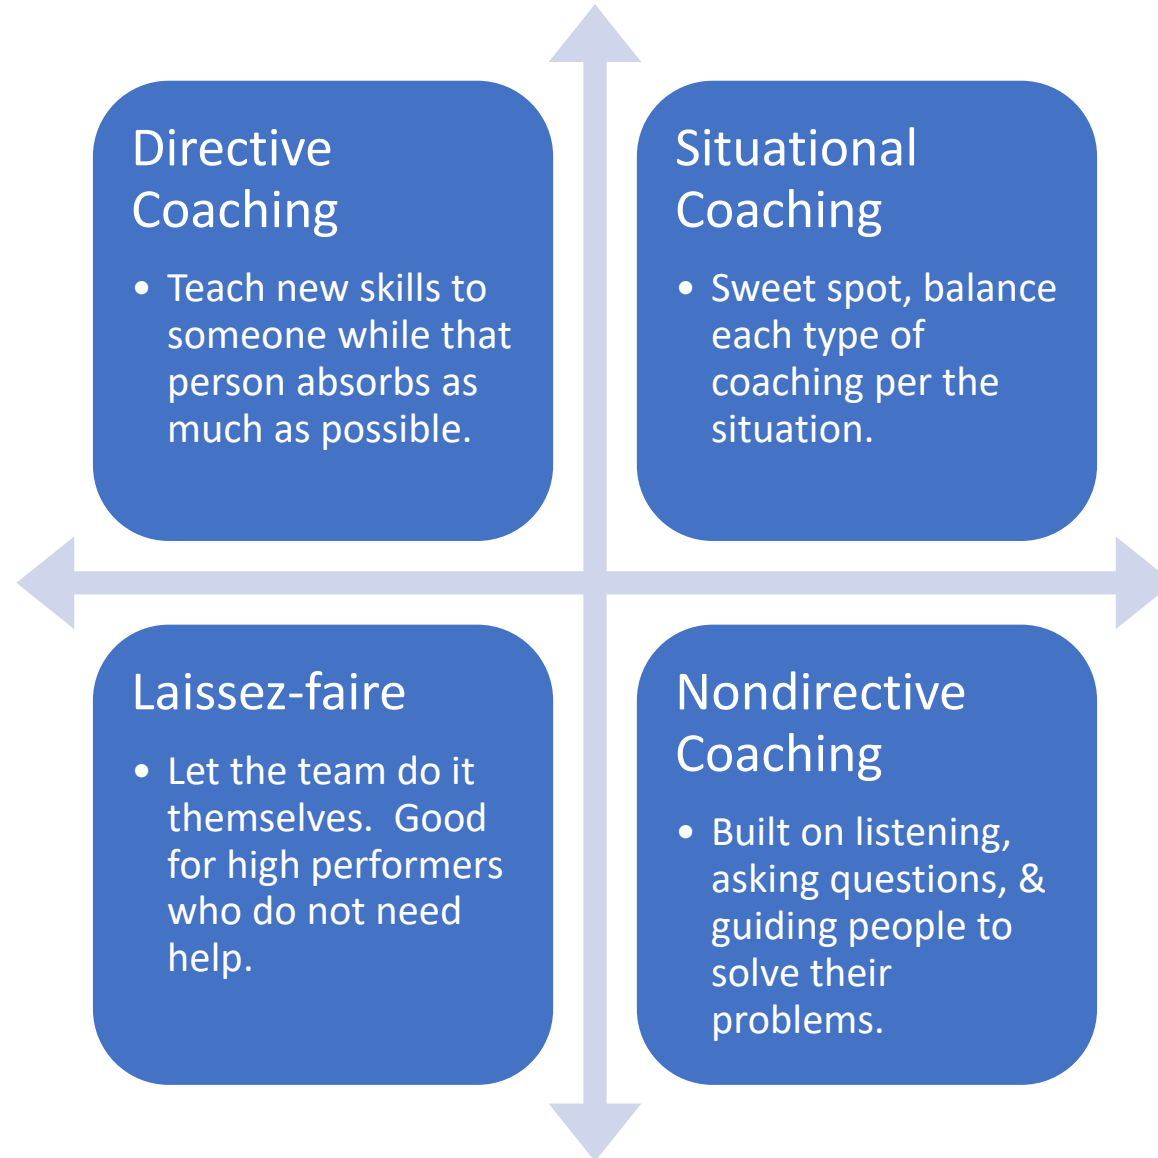 Directive
Coaching
• Teach new skills to
someone while that
person absorbs as
much as possible.
Situational
Coaching
• Sweet spot, balance
each type of
coaching per the
situation.
Laissez-faire
• Let the team do it
themselves.  Good
for high performers
who do not need
help.
Nondirective
Coaching
• Built on listening,
asking questions, &
guiding people to
solve their
problems.